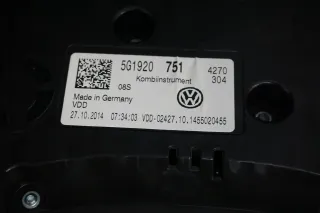 5G1920 751 4270
Kombiinstrument 304
08S
Made in Germany
VDD
27.10.2014 07:34:03 VDD-02427.10.1455020455